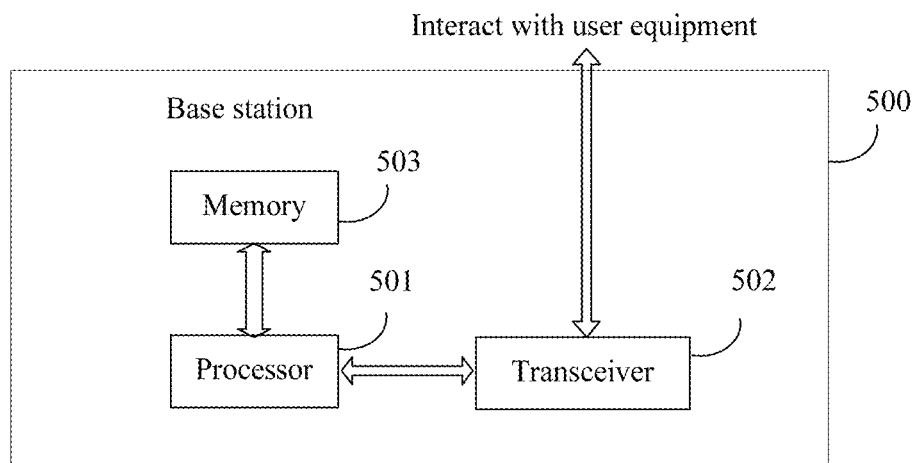 Interact with user equipment
Base station
500
503
Memory
501
502
Processor
Transceiver